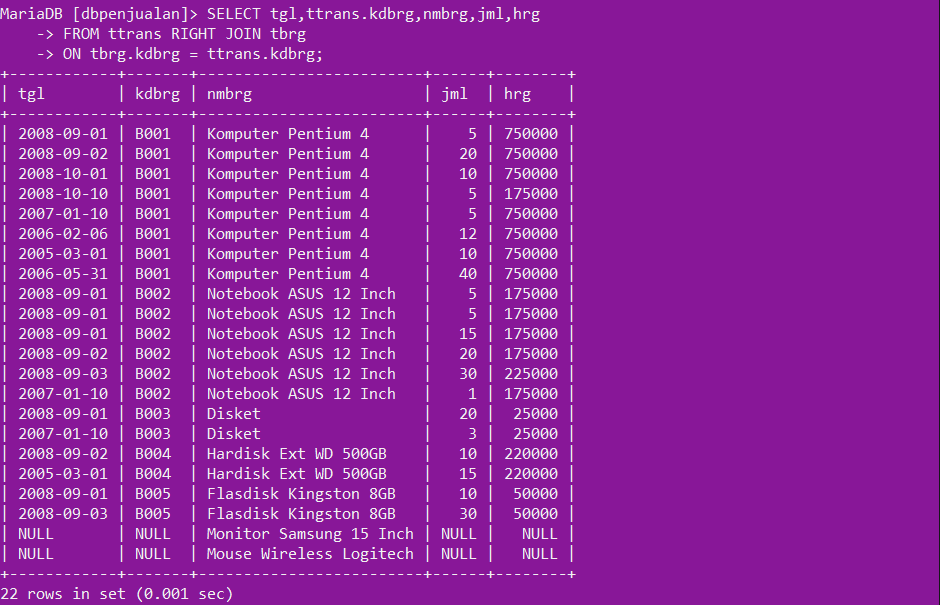 MariaDB [dbpenjualan]> SELECT tgl,ttrans.kdbrg,nmbrg,jml,hrg
    -> FROM ttrans RIGHT JOIN tbrg
    -> ON tbrg.kdbrg = ttrans.kdbrg;
+------------+-------+-------------------------+------+--------+
| tgl        | kdbrg | nmbrg                   | jml  | hrg    |
+------------+-------+-------------------------+------+--------+
| 2008-09-01 | B001  | Komputer Pentium 4      |    5 | 750000 |
| 2008-09-02 | B001  | Komputer Pentium 4      |   20 | 750000 |
| 2008-10-01 | B001  | Komputer Pentium 4      |   10 | 750000 |
| 2008-10-10 | B001  | Komputer Pentium 4      |    5 | 175000 |
| 2007-01-10 | B001  | Komputer Pentium 4      |    5 | 750000 |
| 2006-02-06 | B001  | Komputer Pentium 4      |   12 | 750000 |
| 2005-03-01 | B001  | Komputer Pentium 4      |   10 | 750000 |
| 2006-05-31 | B001  | Komputer Pentium 4      |   40 | 750000 |
| 2008-09-01 | B002  | Notebook ASUS 12 Inch   |    5 | 175000 |
| 2008-09-01 | B002  | Notebook ASUS 12 Inch   |    5 | 175000 |
| 2008-09-01 | B002  | Notebook ASUS 12 Inch   |   15 | 175000 |
| 2008-09-02 | B002  | Notebook ASUS 12 Inch   |   20 | 175000 |
| 2008-09-03 | B002  | Notebook ASUS 12 Inch   |   30 | 225000 |
| 2007-01-10 | B002  | Notebook ASUS 12 Inch   |    1 | 175000 |
| 2008-09-01 | B003  | Disket                  |   20 |  25000 |
| 2007-01-10 | B003  | Disket                  |    3 |  25000 |
| 2008-09-02 | B004  | Hardisk Ext WD 500GB    |   10 | 220000 |
| 2005-03-01 | B004  | Hardisk Ext WD 500GB    |   15 | 220000 |
| 2008-09-01 | B005  | Flasdisk Kingston 8GB   |   10 |  50000 |
| 2008-09-03 | B005  | Flasdisk Kingston 8GB   |   30 |  50000 |
| NULL       | NULL  | Monitor Samsung 15 Inch | NULL |   NULL |
| NULL       | NULL  | Mouse Wireless Logitech | NULL |   NULL |
+------------+-------+-------------------------+------+--------+
22 rows in set (0.001 sec)